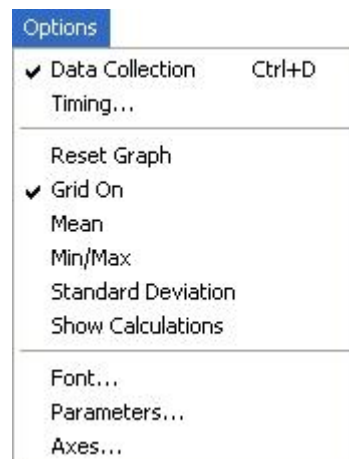 Options
Data Collection Ctrl+D
Timing...
Reset Graph
Grid On
Mean
Min/Max
Standard Deviation
Show Calculations
Font...
Parameters...
Axes...